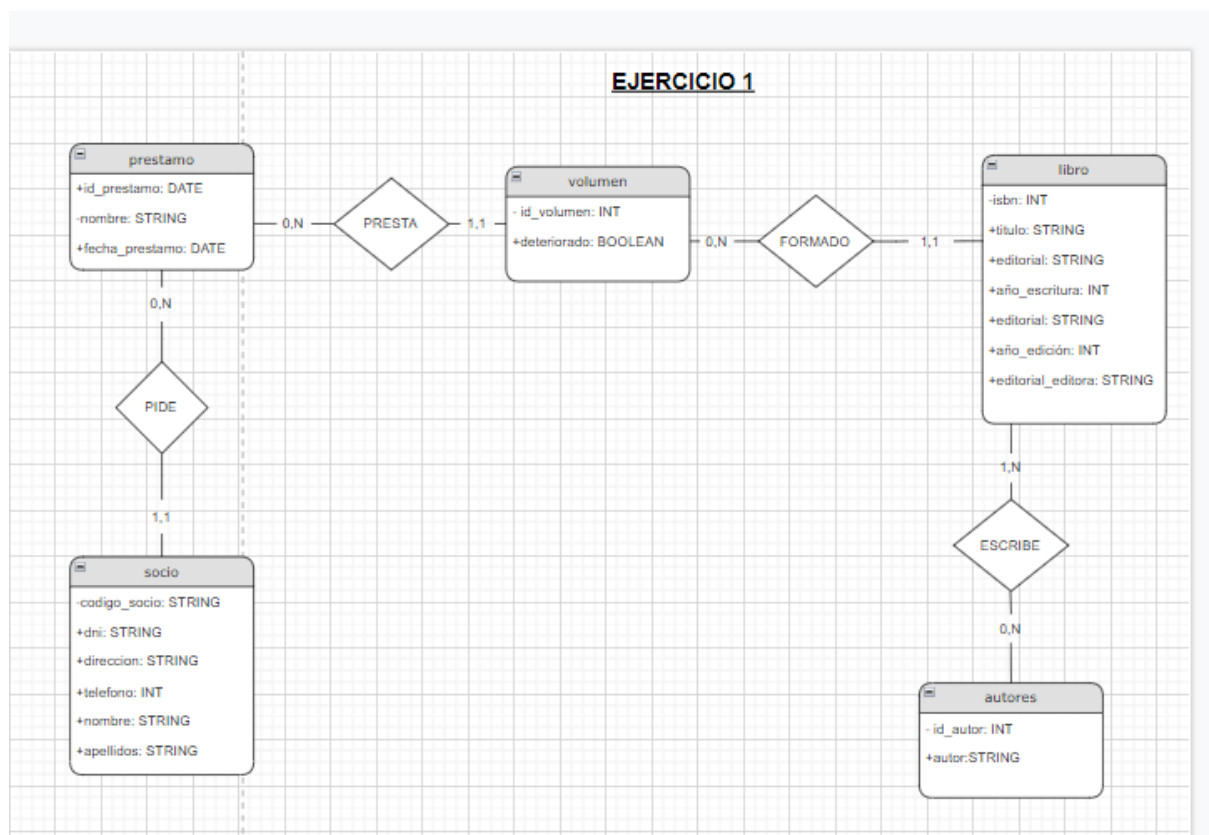 EJERCICIO 1
prestamo
+id_prestamo: DATE
-nombre: STRING
+fecha_prestamo: DATE
0,N
PRESTA
1,1
volumen
- id_volumen: INT
+deteriorado: BOOLEAN
0,N
FORMADO
1,1
libro
-isbn: INT
+titulo: STRING
+editorial: STRING
+año_escritura: INT
+editorial: STRING
+año_edición: INT
+editorial_editora: STRING
0,N
PIDE
1,1
socio
-codigo_socio: STRING
+dni: STRING
+direccion: STRING
+telefono: INT
+nombre: STRING
+apellidos: STRING
1,N
ESCRIBE
0,N
autores
- id_autor: INT
+autor:STRING